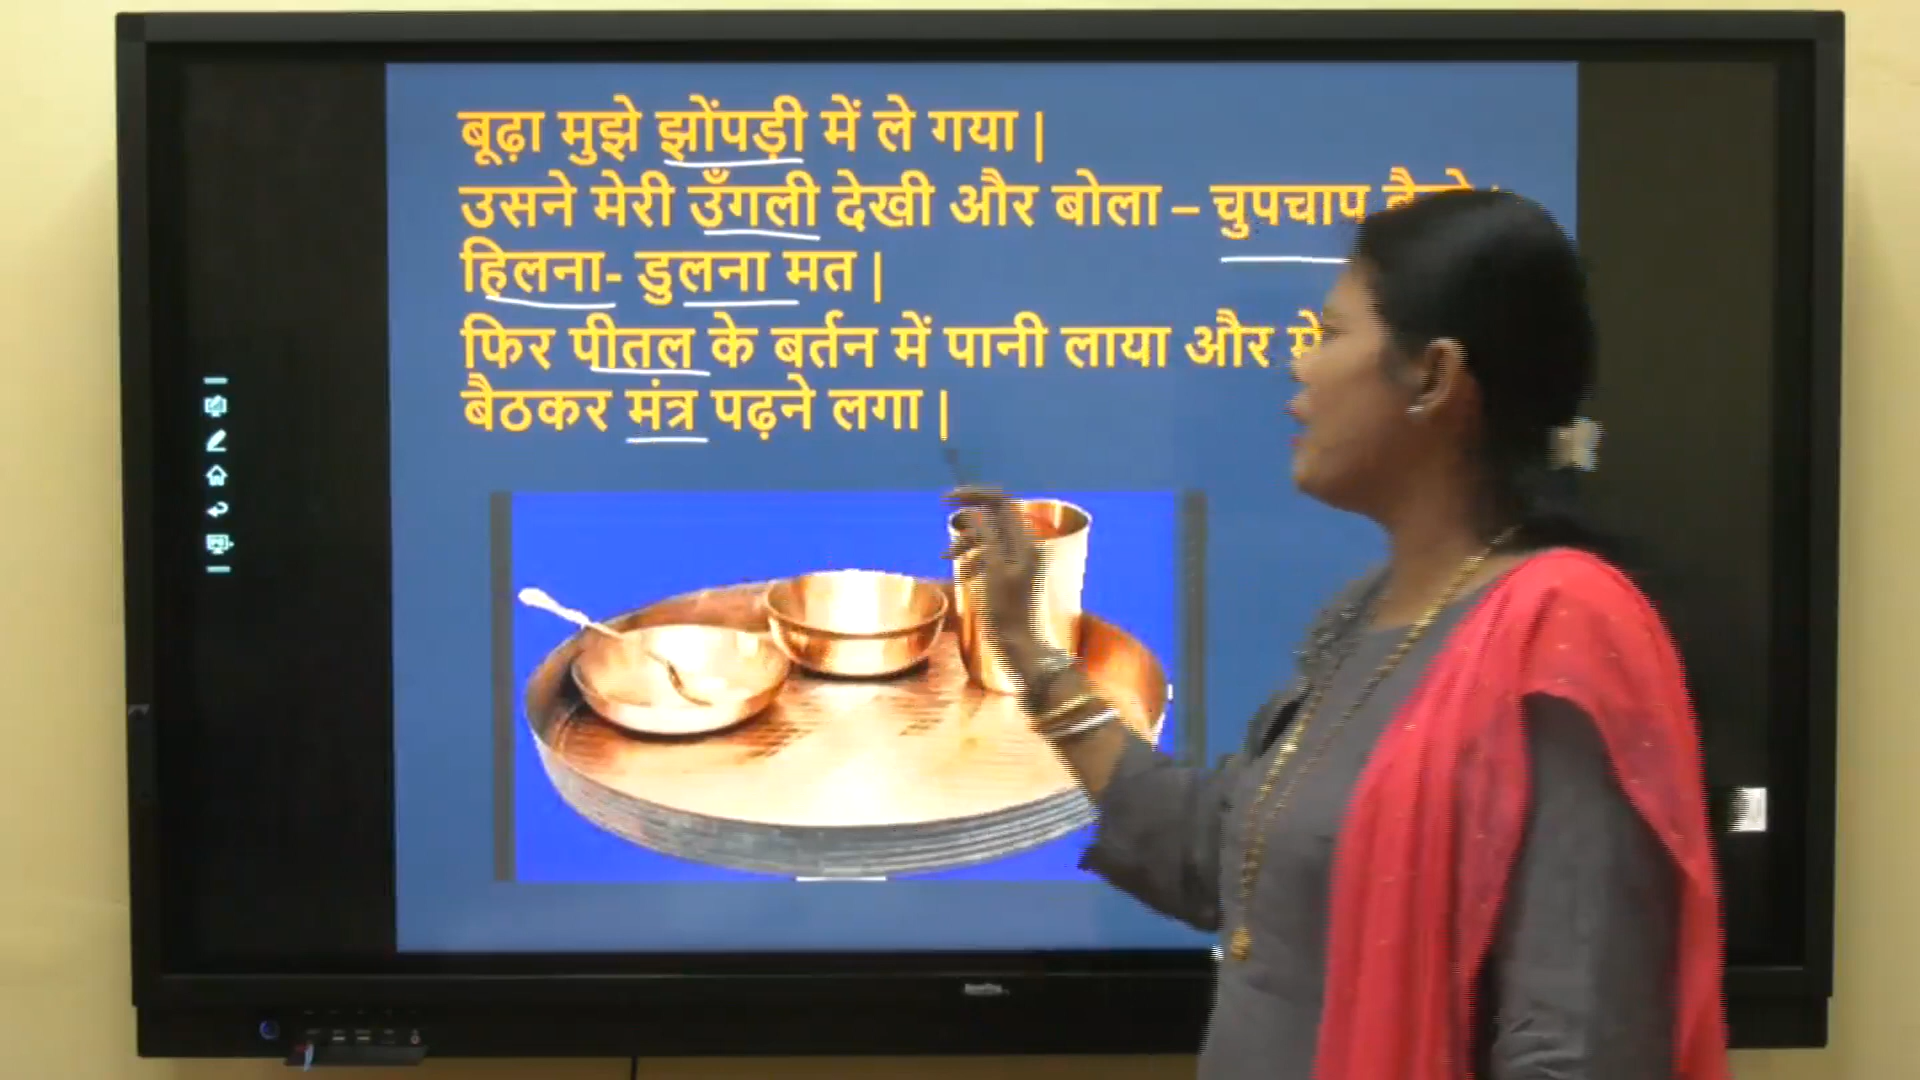 बूढ़ा मुझे झोंपड़ी में ले गया |
उसने मेरी उँगली देखी और बोला – चुपचाप
हिलना- डुलना मत |
फिर पीतल के बर्तन में पानी लाया और
बैठकर मंत्र पढ़ने लगा |